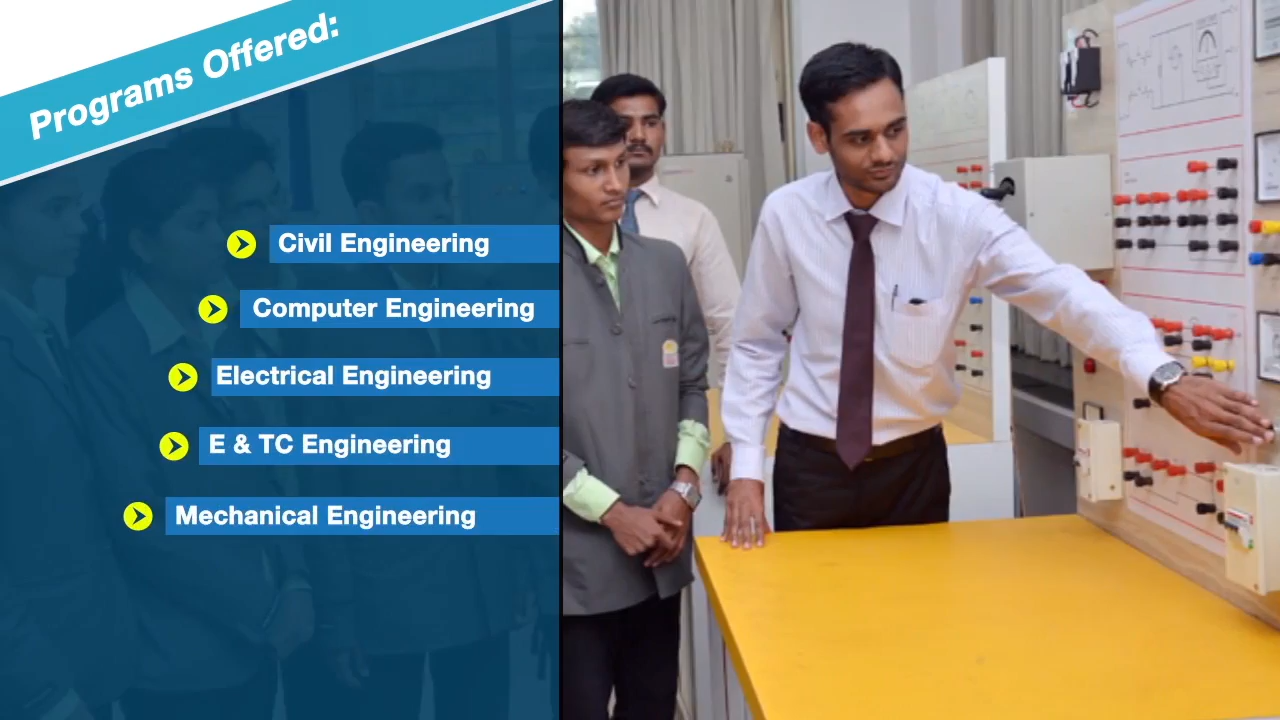 Programs Offered:
Civil Engineering
Computer Engineering
Electrical Engineering
E & TC Engineering
Mechanical Engineering